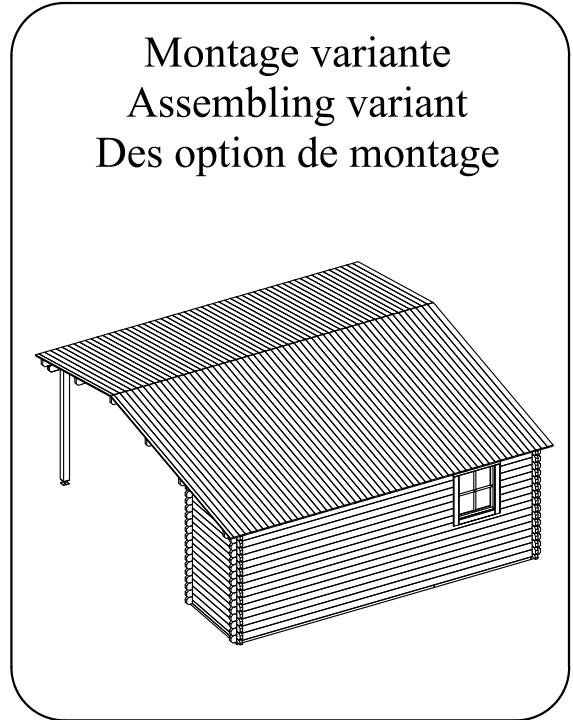 Montage variante
Assembling variant
Des option de montage